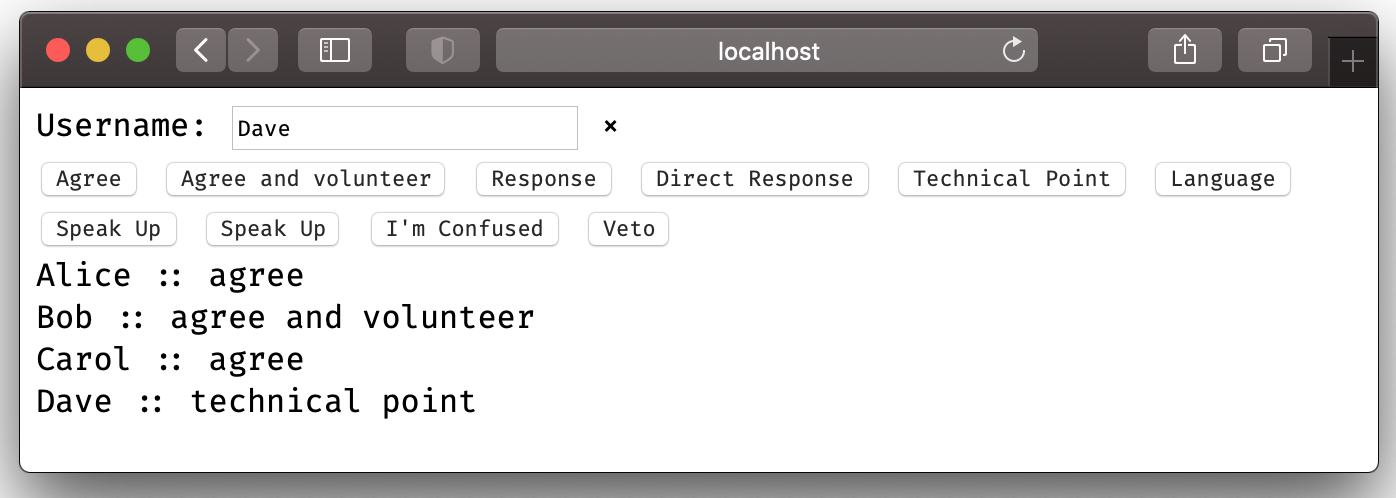 localhost
Username: Dave ×
Agree Agree and volunteer Response Direct Response Technical Point Language
Speak Up Speak Up I'm Confused Veto
Alice :: agree
Bob :: agree and volunteer
Carol :: agree
Dave :: technical point